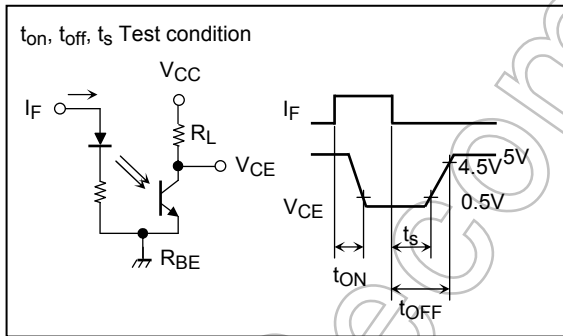 ton, toff, ts Test condition
VCC
IF
RL
VCE
RBE
IF
5V
4.5V
0.5V
VCE
ts
tON
tOFF
ecom